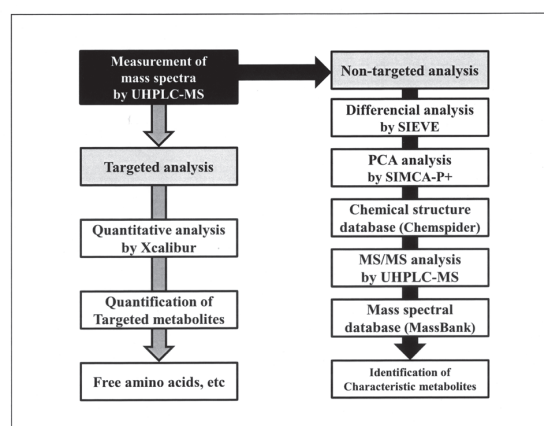 Measurement of
mass spectra
by UHPLC-MS
Targeted analysis
Quantitative analysis
by Xcalibur
Quantification of
Targeted metabolites
Free amino acids, etc
Non-targeted analysis
Differencial analysis
by SIEVE
PCA analysis
by SIMCA-P+
Chemical structure
database (Chemspider)
MS/MS analysis
by UHPLC-MS
Mass spectral
database (MassBank)
Identification of
Characteristic metabolites